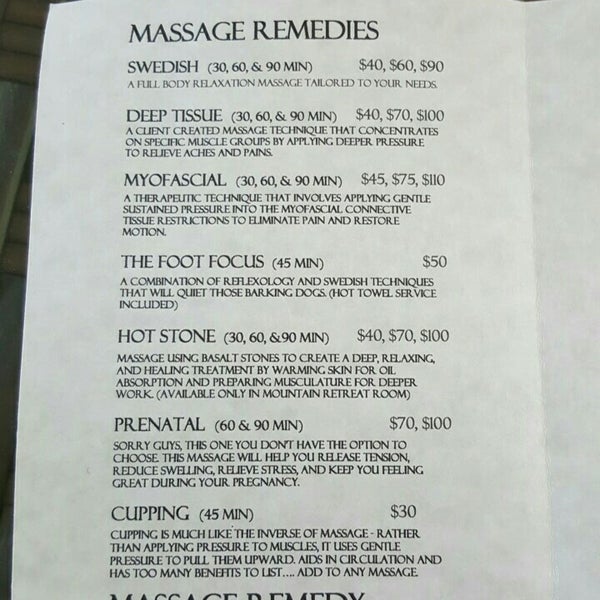 MASSAGE REMEDIES
SWEDISH (30, 60, & 90 MIN) $40, $60, $90
A FULL BODY RELAXATION MASSAGE TAILORED TO YOUR NEEDS.
DEEP TISSUE (30, 60, & 90 MIN) $40, $70, $100
A CLIENT CREATED MASSAGE TECHNIQUE THAT CONCENTRATES
ON SPECIFIC MUSCLE GROUPS BY APPLYING DEEPER PRESSURE
TO RELIEVE ACHES AND PAINS.
MYOFASCIAL (30, 60, & 90 MIN) $45, $75, $110
A THERAPEUTIC TECHNIQUE THAT INVOLVES APPLYING GENTLE
SUSTAINED PRESSURE INTO THE MYOFASCIAL CONNECTIVE
TISSUE RESTRICTIONS TO ELIMINATE PAIN AND RESTORE
MOTION.
THE FOOT FOCUS (45 MIN) $50
A COMBINATION OF REFLEXOLOGY AND SWEDISH TECHNIQUES
THAT WILL QUIET THOSE BARKING DOGS. (HOT TOWEL SERVICE
INCLUDED)
HOT STONE (30, 60, &90 MIN) $40, $70, $100
MASSAGE USING BASALT STONES TO CREATE A DEEP, RELAXING,
AND HEALING TREATMENT BY WARMING SKIN FOR OIL
ABSORPTION AND PREPARING MUSCULATURE FOR DEEPER
WORK. (AVAILABLE ONLY IN MOUNTAIN RETREAT ROOM)
PRENATAL (60 & 90 MIN) $70, $100
SORRY GUYS, THIS ONE YOU DON'T HAVE THE OPTION TO
CHOOSE. THIS MASSAGE WILL HELP YOU RELEASE TENSION,
REDUCE SWELLING, RELIEVE STRESS, AND KEEP YOU FEELING
GREAT DURING YOUR PREGNANCY.
CUPPING (45 MIN) $30
CUPPING IS MUCH LIKE THE INVERSE OF MASSAGE - RATHER
THAN APPLYING PRESSURE TO MUSCLES, IT USES GENTLE
PRESSURE TO PULL THEM UPWARD. AIDS IN CIRCULATION AND
HAS TOO MANY BENEFITS TO LIST.... ADD TO ANY MASSAGE.
MASSAGE REMEDY